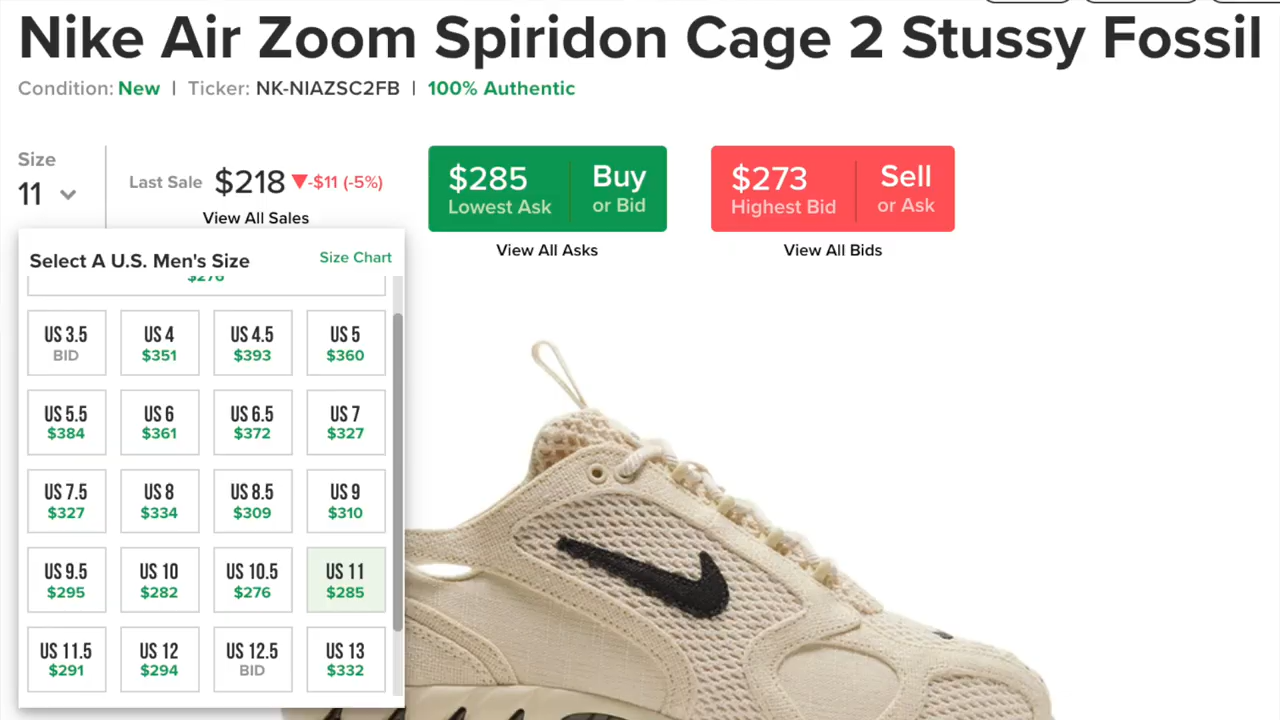 Nike Air Zoom Spiridon Cage 2 Stussy Fossil
Condition: New | Ticker: NK-NIAZSC2FB | 100% Authentic
Size
11
Last Sale $218 ▼-$11 (-5%)
View All Sales
$285 Buy
Lowest Ask or Bid
View All Asks
$273 Sell
Highest Bid or Ask
View All Bids
Select A U.S. Men's Size Size Chart
$276
US 3.5 US 4 US 4.5 US 5
BID $351 $393 $360
US 5.5 US 6 US 6.5 US 7
$384 $361 $372 $327
US 7.5 US 8 US 8.5 US 9
$327 $334 $309 $310
US 9.5 US 10 US 10.5 US 11
$295 $282 $276 $285
US 11.5 US 12 US 12.5 US 13
$291 $294 BID $332